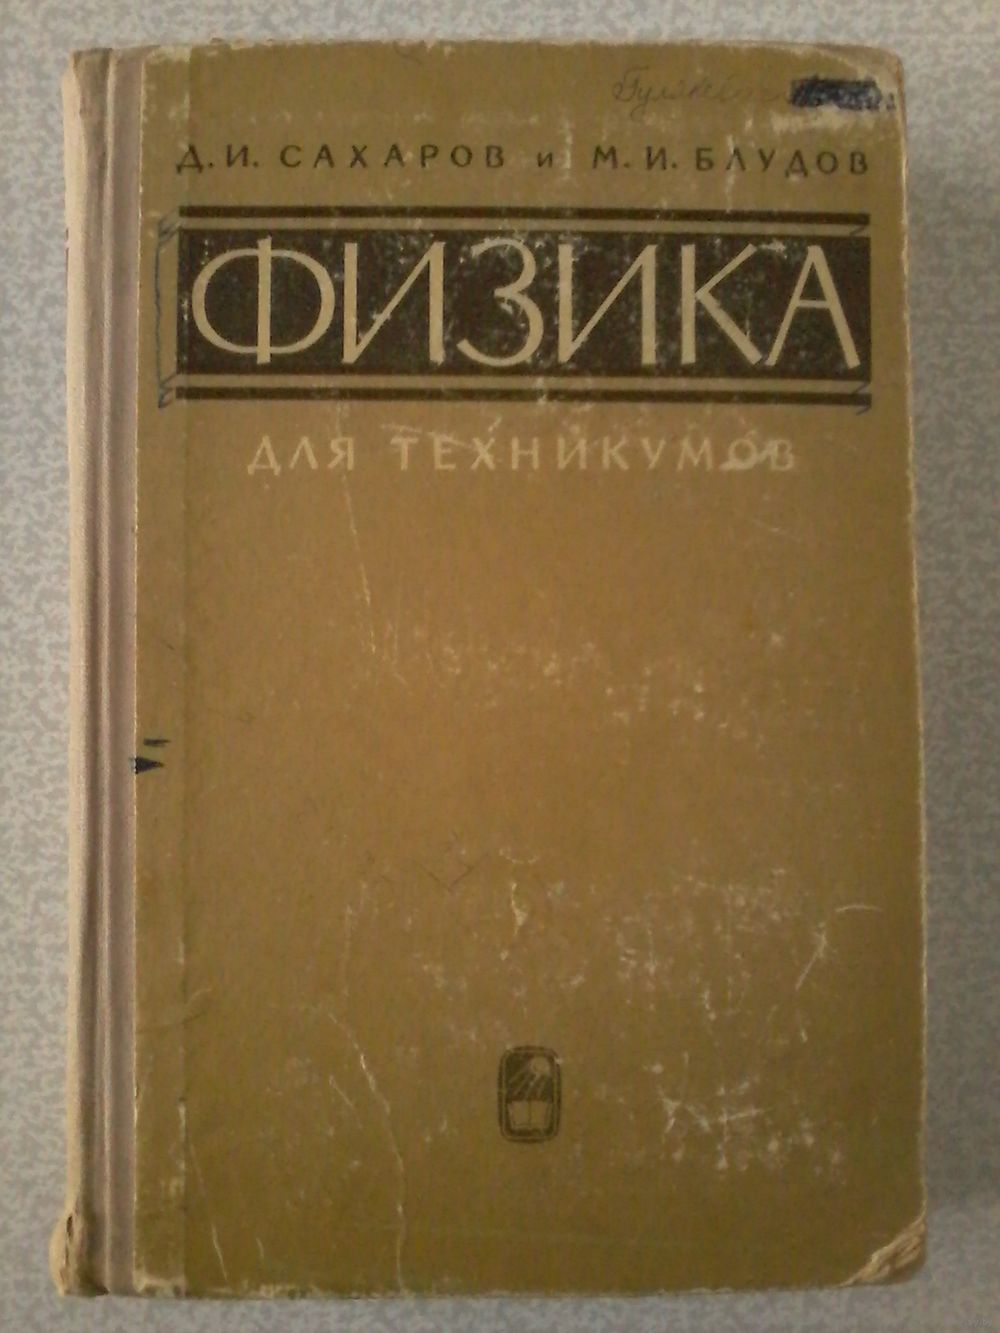 Д. И. САХАРОВ и М. И. БЛУДОВ
ФИЗИКА
ДЛЯ ТЕХНИКУМОВ